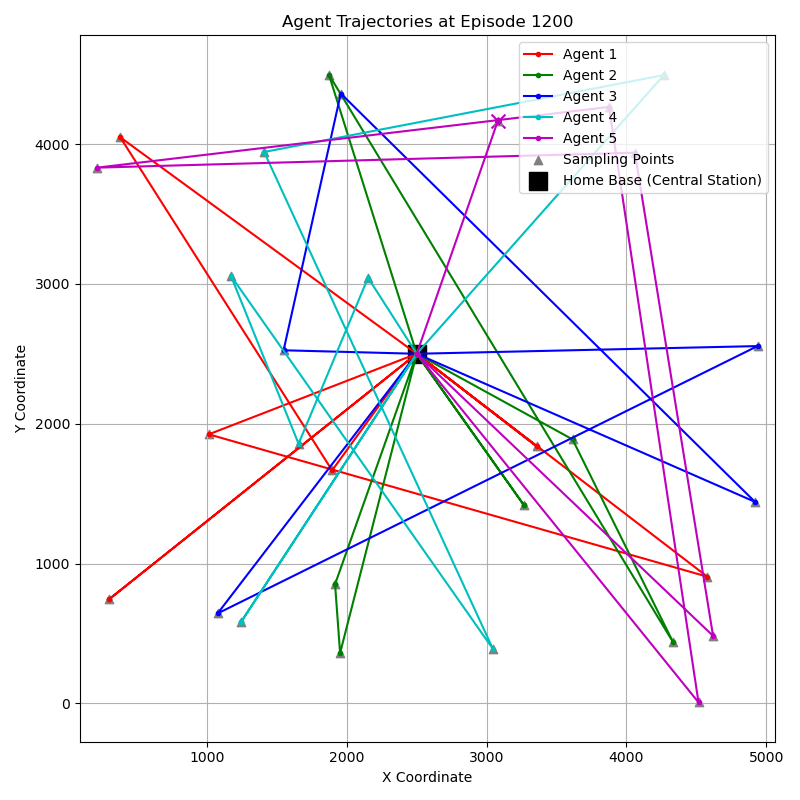 Agent Trajectories at Episode 1200
Agent 1
Agent 2
Agent 3
Agent 4
Agent 5
Sampling Points
Home Base (Central Station)
Y Coordinate
4000
3000
2000
1000
0
1000
2000
3000
4000
5000
X Coordinate